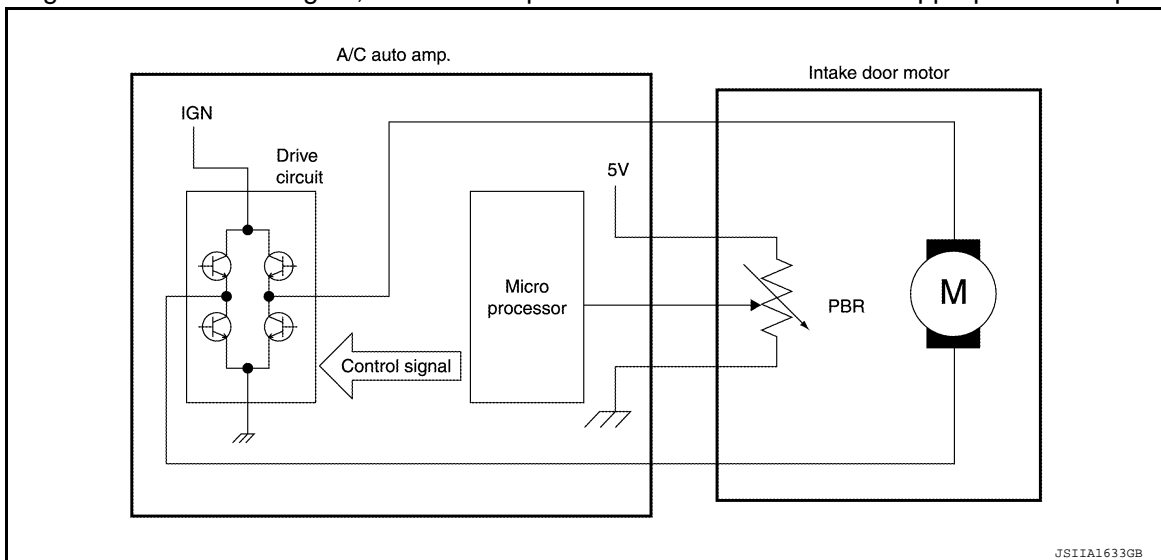 A/C auto amp.
Intake door motor
IGN
Drive
circuit
5V
Micro
processor
PBR
M
Control signal
JSIIA1633GB